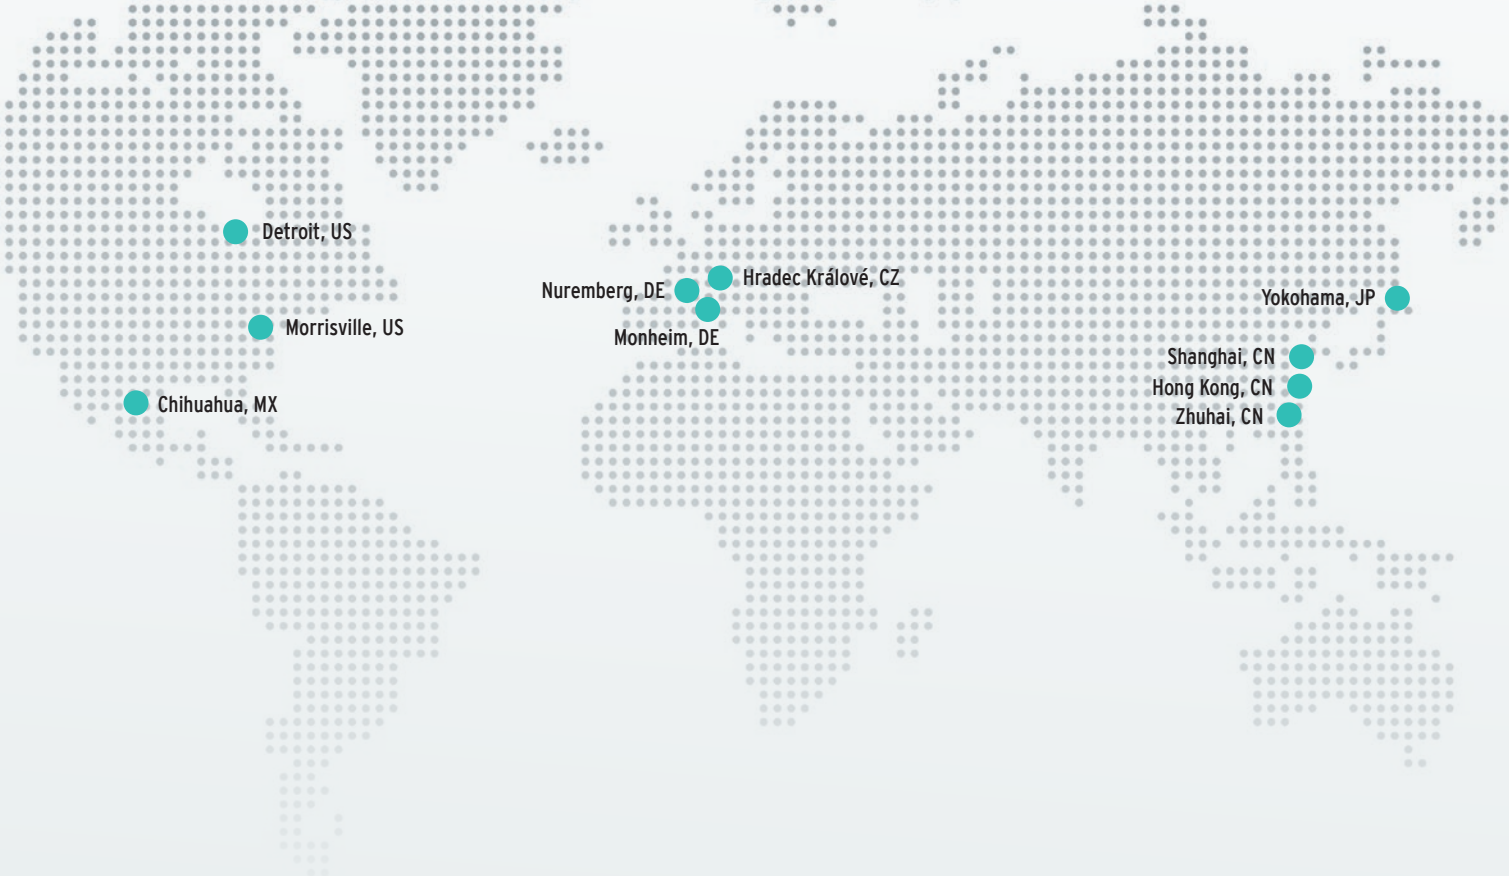 Detroit, US
Hradec Králové, CZ
Nuremberg, DE
Yokohama, JP
Morrisville, US
Monheim, DE
Shanghai, CN
Hong Kong, CN
Chihuahua, MX
Zhuhai, CN